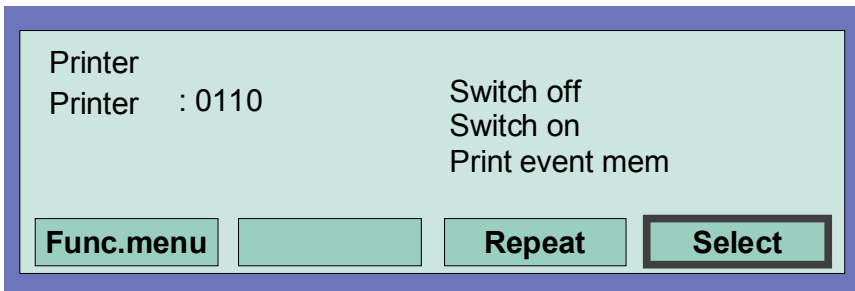 Printer
Printer : 0110
Switch off
Switch on
Print event mem
Func.menu
Repeat
Select